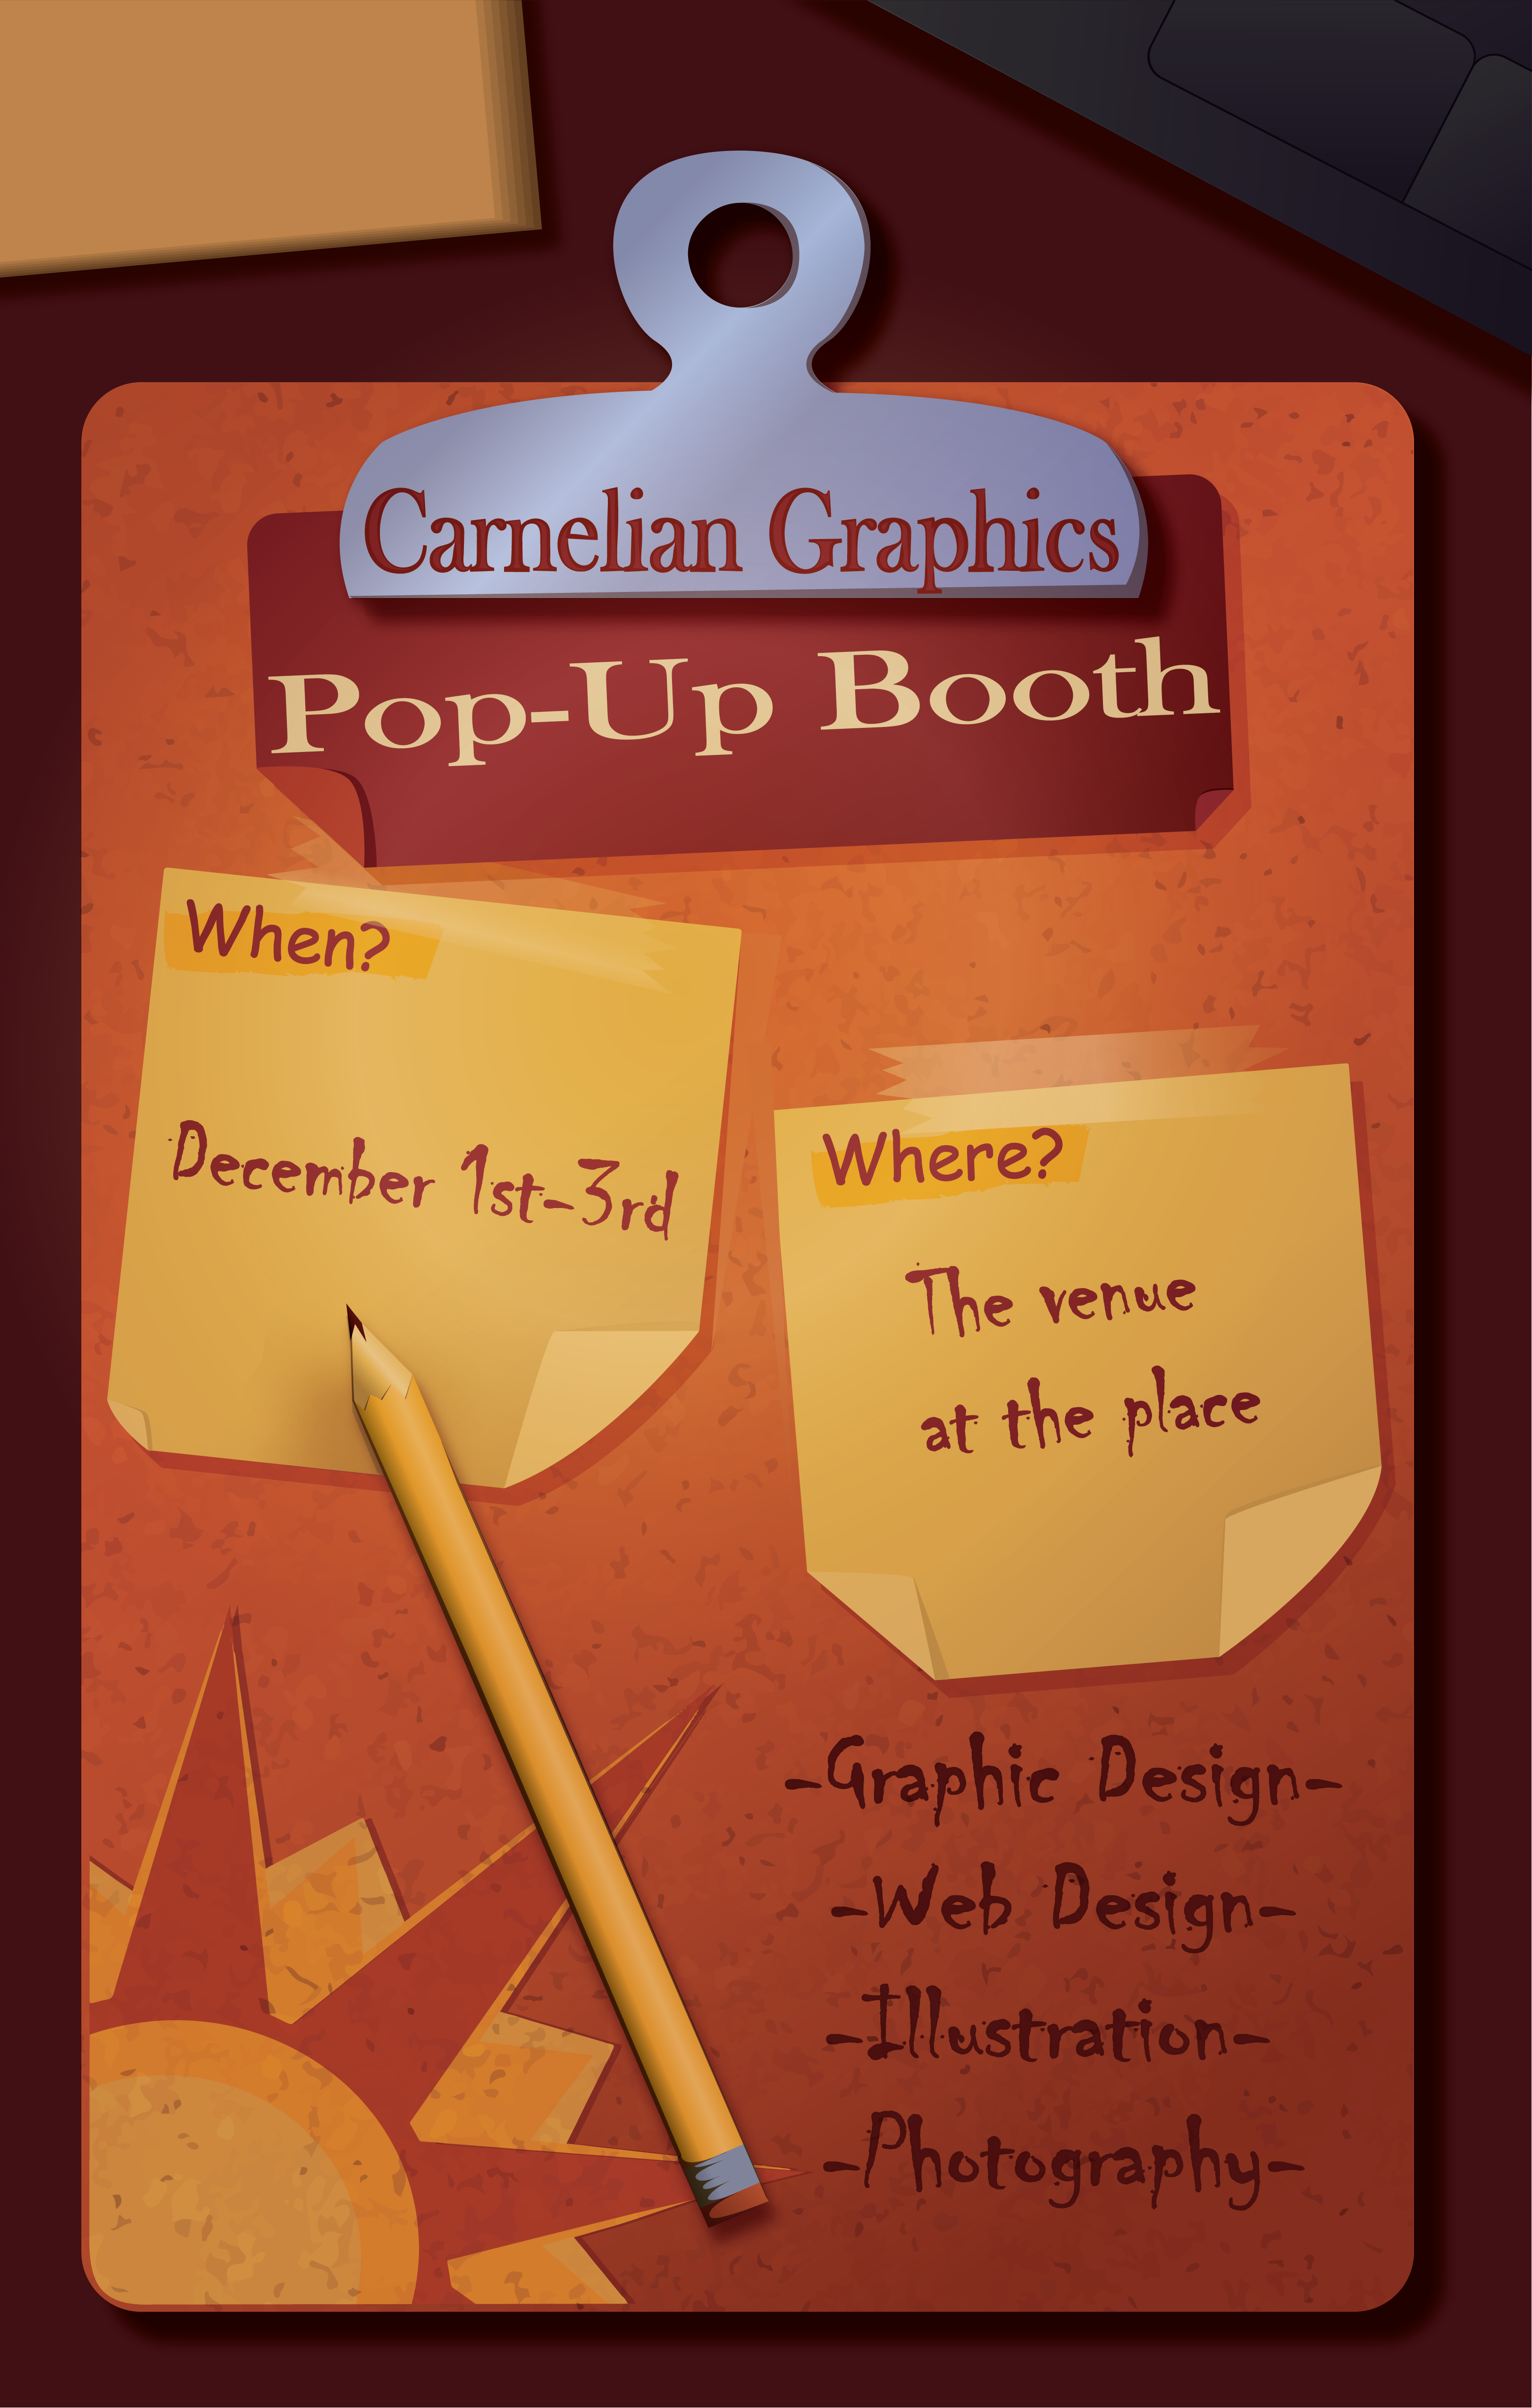 Carnelian Graphics
Pop-Up Booth
When?
December 1st-3rd
Where?
The venue
at the place
-Graphic Design-
-Web Design-
-Illustration-
-Photography-